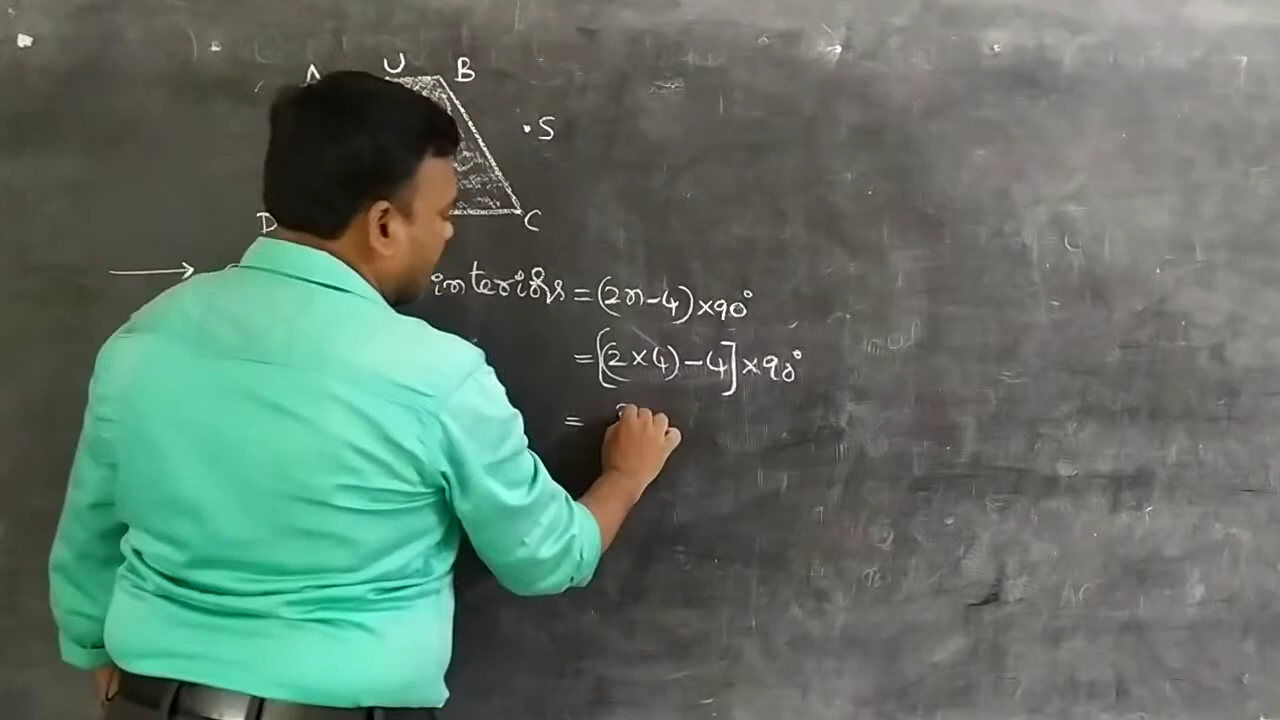 A U B
S
D C
interiors = (2n-4)×90°
= [(2×4)-4]×90°
=